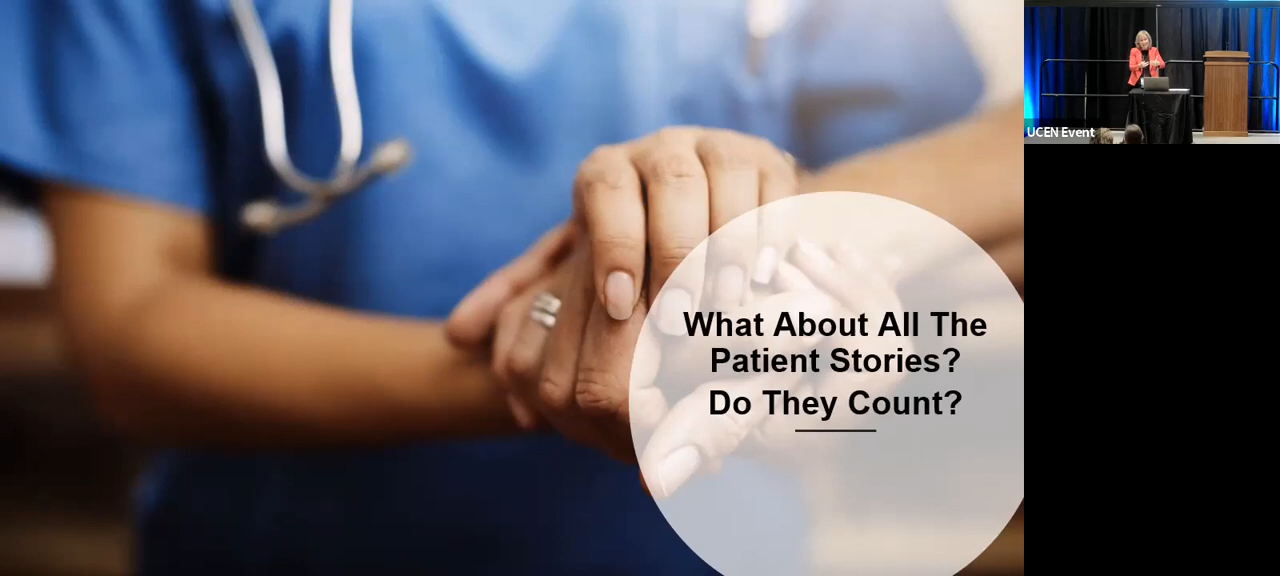 What About All The
Patient Stories?
Do They Count?
UCEN Event